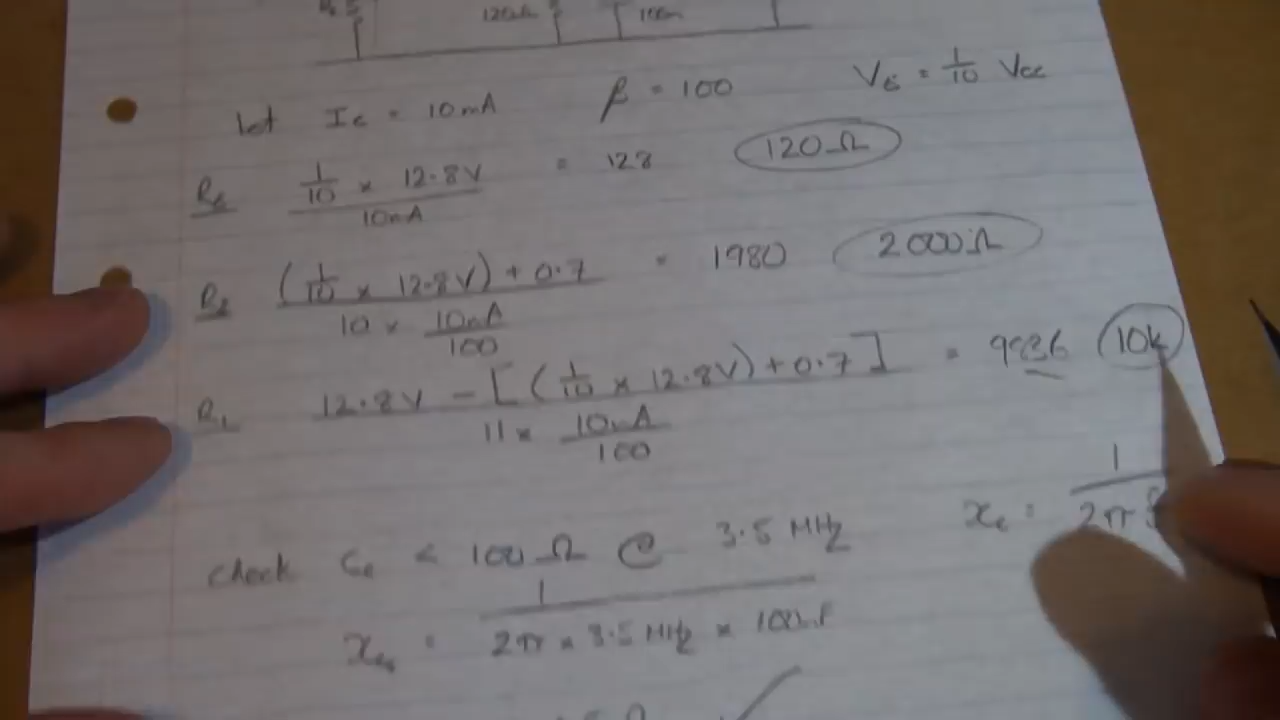 120Ω 100n
let Ic = 10mA β = 100 VE = 1/10 Vcc
Re (1/10 × 12.8V) / 10mA = 128 120Ω
R2 ((1/10 × 12.8V) + 0.7) / (10 × 10mA/100) = 1980 2000Ω
R1 (12.8V - [(1/10 × 12.8V) + 0.7]) / (11 × 10mA/100) = 9836 10k
check Ce < 100Ω @ 3.5 MHz xc = 1 / 2π f
xce = 1 / (2π × 3.5 MHz × 100nF)
Ω ✓